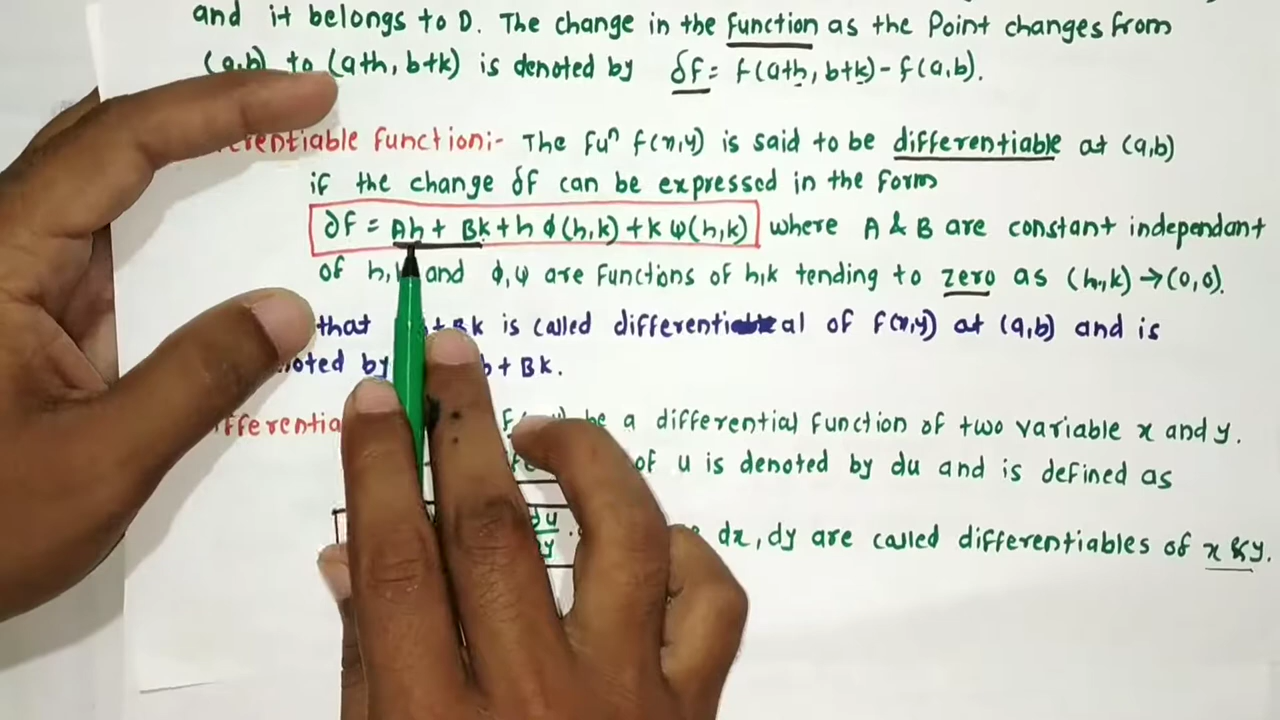 and it belongs to D. The change in the function as the Point changes from
(a,b) to (a+h, b+k) is denoted by δf = f(a+h, b+k) - f(a,b).
function:- The Fuⁿ f(x,y) is said to be differentiable at (a,b)
if the change δf can be expressed in the form
∂f = Ah + Bk + h ϕ(h,k) + k ψ(h,k) where A & B are constant independant
of h, and ϕ,ψ are functions of h,k tending to zero as (h,k) → (0,0).
that + Bk is called differential of f(x,y) at (a,b) and is
by + Bk.
be a differential function of two variable x and y.
of u is denoted by du and is defined as
dx, dy are called differentiables of x & y.